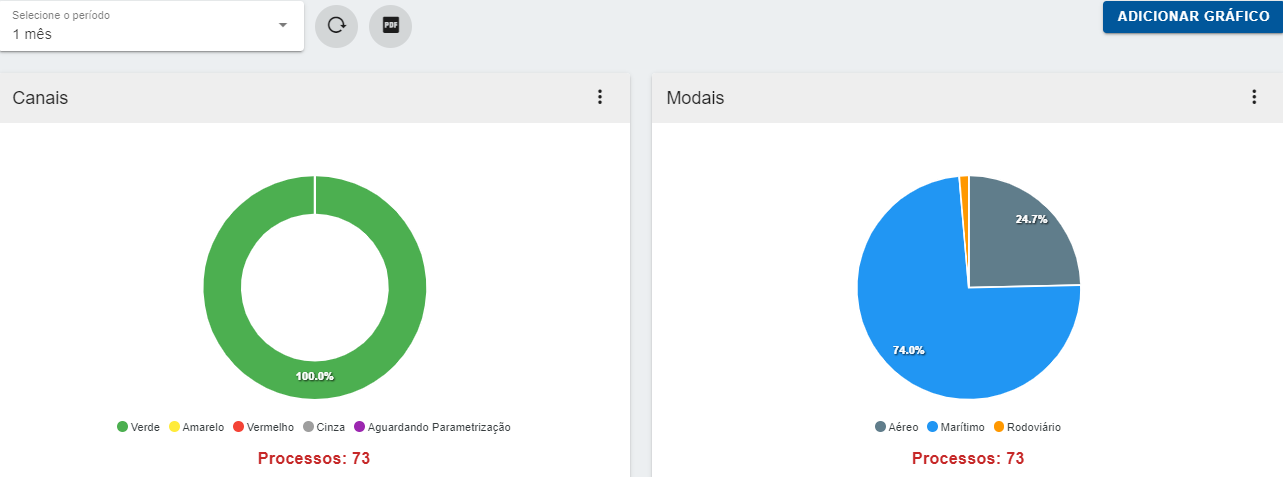 Selecione o período
1 mês
PDF
ADICIONAR GRÁFICO
Canais
100.0%
Verde Amarelo Vermelho Cinza Aguardando Parametrização
Processos: 73
Modais
24.7%
74.0%
Aéreo Marítimo Rodoviário
Processos: 73